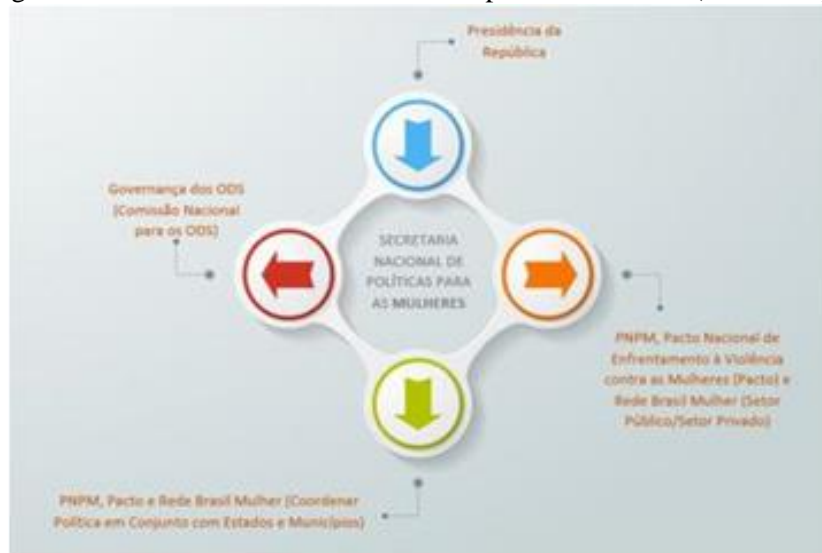 Presidência da
República
Governança dos ODS
(Comissão Nacional
para os ODS)
SECRETARIA
NACIONAL DE
POLÍTICAS PARA
AS MULHERES
PNPM, Pacto Nacional de
Enfrentamento à Violência
contra as Mulheres (Pacto) e
Rede Brasil Mulher (Setor
Público/Setor Privado)
PNPM, Pacto e Rede Brasil Mulher (Coordenar
Política em Conjunto com Estados e Municípios)